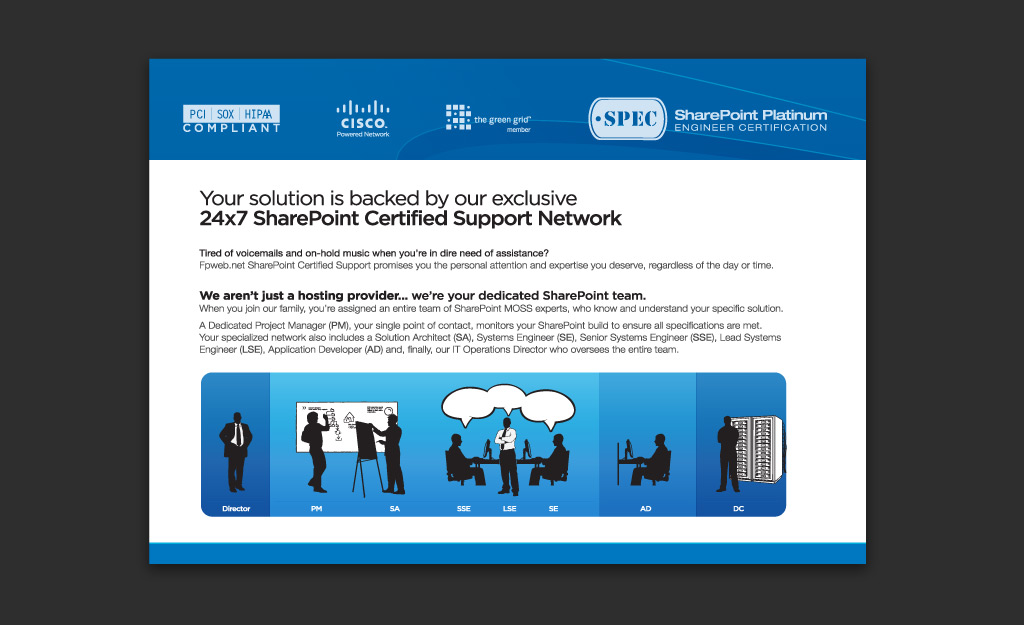 PCI | SOX | HIPAA
COMPLIANT
CISCO.
Powered Network
the green grid™
member
SPEC
SharePoint Platinum
ENGINEER CERTIFICATION
Your solution is backed by our exclusive
24x7 SharePoint Certified Support Network
Tired of voicemails and on-hold music when you're in dire need of assistance?
Fpweb.net SharePoint Certified Support promises you the personal attention and expertise you deserve, regardless of the day or time.
We aren't just a hosting provider... we're your dedicated SharePoint team.
When you join our family, you're assigned an entire team of SharePoint MOSS experts, who know and understand your specific solution.
A Dedicated Project Manager (PM), your single point of contact, monitors your SharePoint build to ensure all specifications are met.
Your specialized network also includes a Solution Architect (SA), Systems Engineer (SE), Senior Systems Engineer (SSE), Lead Systems
Engineer (LSE), Application Developer (AD) and, finally, our IT Operations Director who oversees the entire team.
Director PM SA SSE LSE SE AD DC